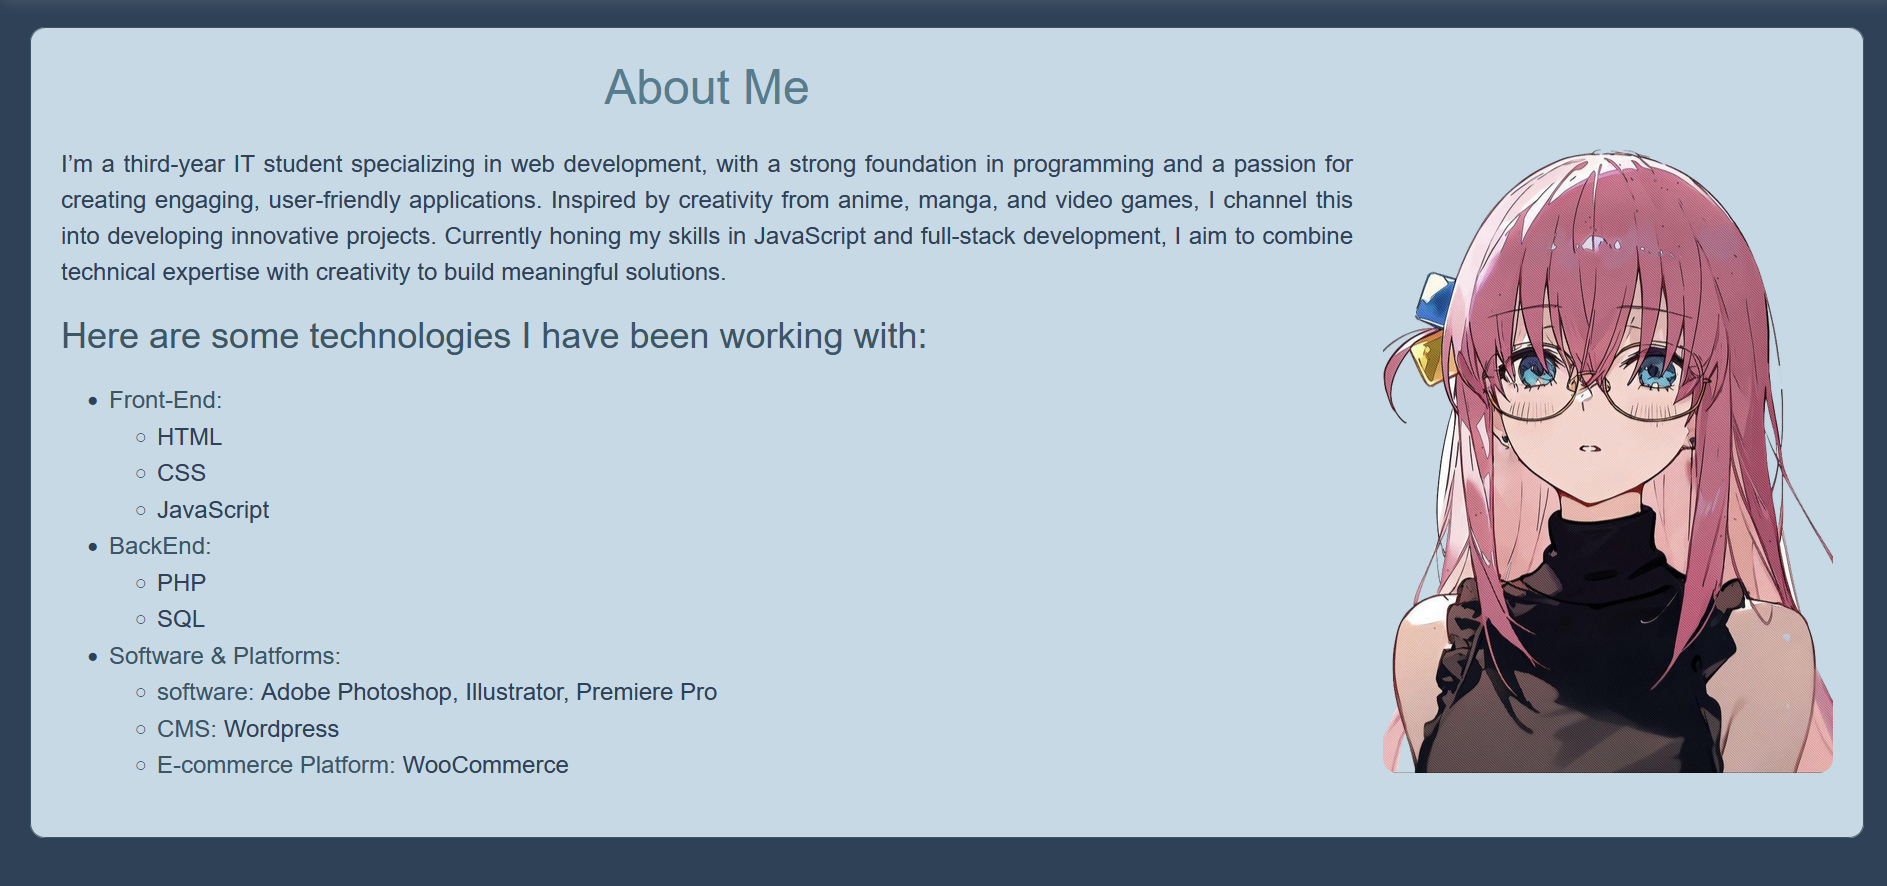 About Me
I’m a third-year IT student specializing in web development, with a strong foundation in programming and a passion for
creating engaging, user-friendly applications. Inspired by creativity from anime, manga, and video games, I channel this
into developing innovative projects. Currently honing my skills in JavaScript and full-stack development, I aim to combine
technical expertise with creativity to build meaningful solutions.
Here are some technologies I have been working with:
Front-End:
HTML
CSS
JavaScript
BackEnd:
PHP
SQL
Software & Platforms:
software: Adobe Photoshop, Illustrator, Premiere Pro
CMS: Wordpress
E-commerce Platform: WooCommerce